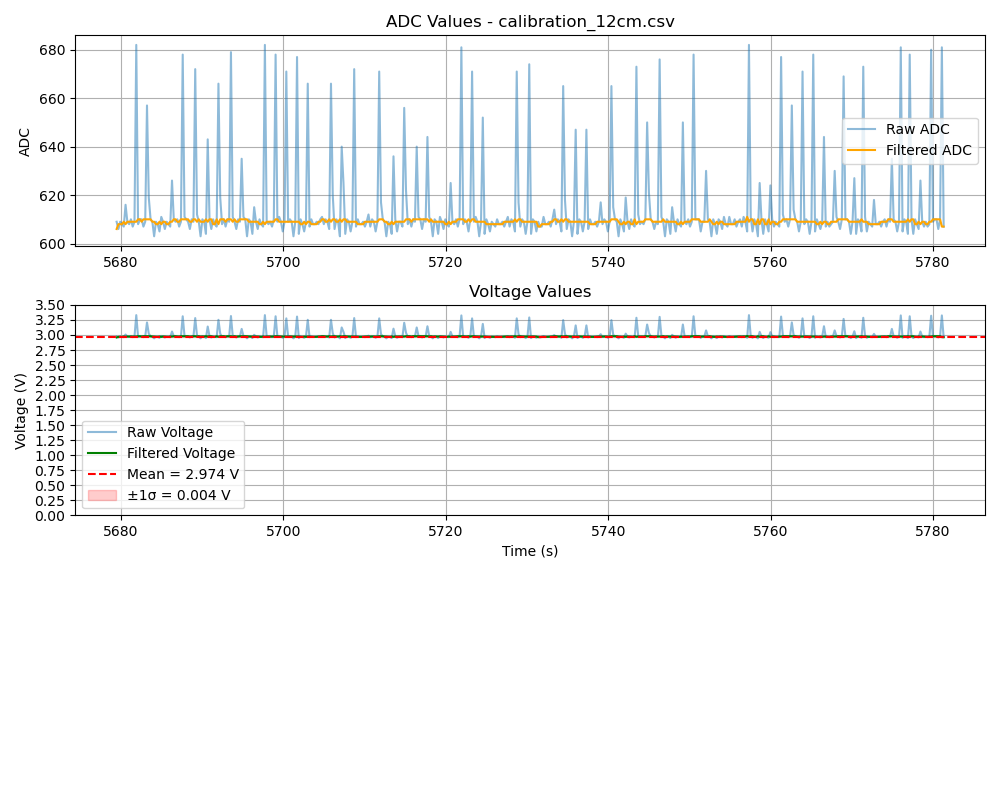 ADC Values - calibration_12cm.csv
ADC
680
660
640
620
600
Raw ADC
Filtered ADC
5680 5700 5720 5740 5760 5780
Voltage Values
Voltage (V)
3.50
3.25
3.00
2.75
2.50
2.25
2.00
1.75
1.50
1.25
1.00
0.75
0.50
0.25
0.00
Raw Voltage
Filtered Voltage
Mean = 2.974 V
±1σ = 0.004 V
5680 5700 5720 5740 5760 5780
Time (s)